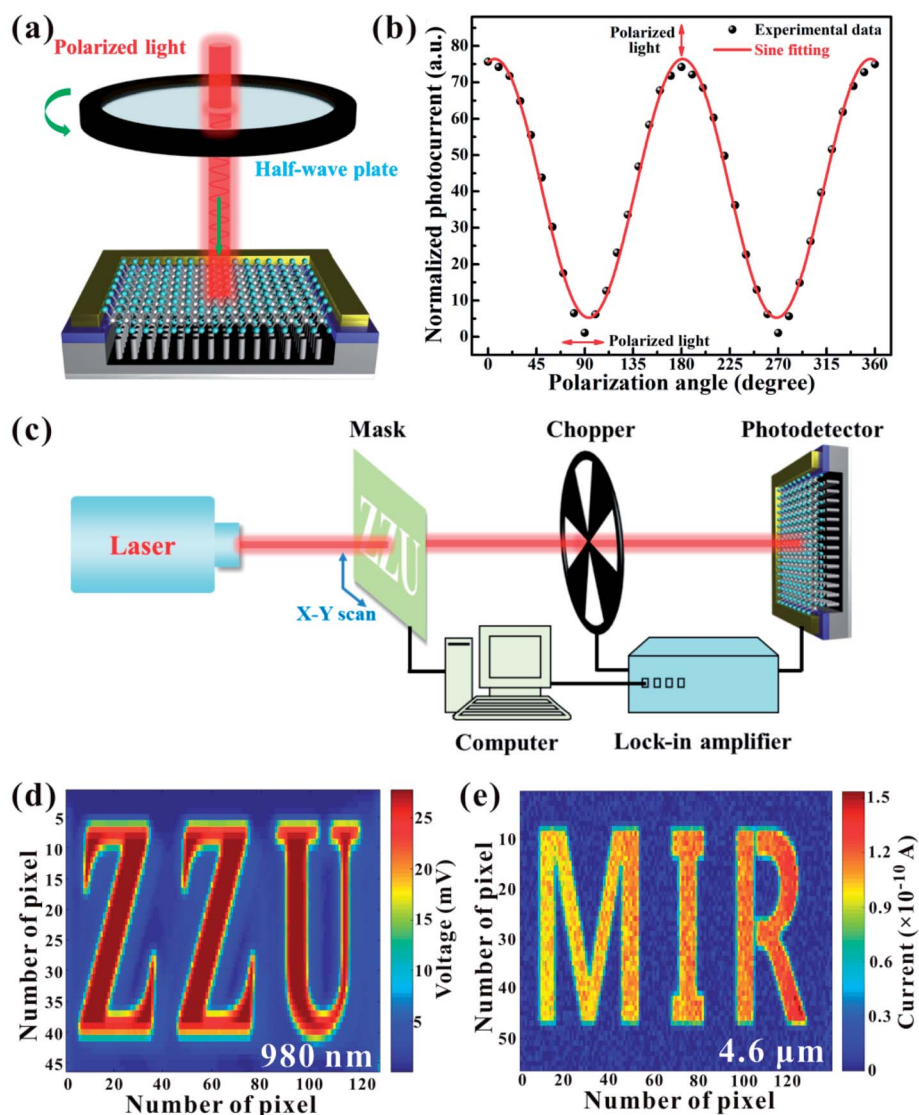 (a)
Polarized light
Half-wave plate
(b)
Normalized photocurrent (a.u.)
80
70
60
50
40
30
20
10
0
Polarized
light
Experimental data
Sine fitting
Polarized light
0 45 90 135 180 225 270 315 360
Polarization angle (degree)
(c)
Mask
Chopper
Photodetector
Laser
ZZU
X-Y scan
Computer
Lock-in amplifier
(d)
Number of pixel
5
10
15
20
25
30
35
40
45
ZZU
980 nm
0 20 40 60 80 100 120
Number of pixel
25
20
15
10
5
Voltage (mV)
(e)
Number of pixel
10
20
30
40
50
MIR
4.6 μm
0 20 40 60 80 100 120
Number of pixel
1.5
1.2
0.9
0.6
0.3
0
Current (×10-10 A)